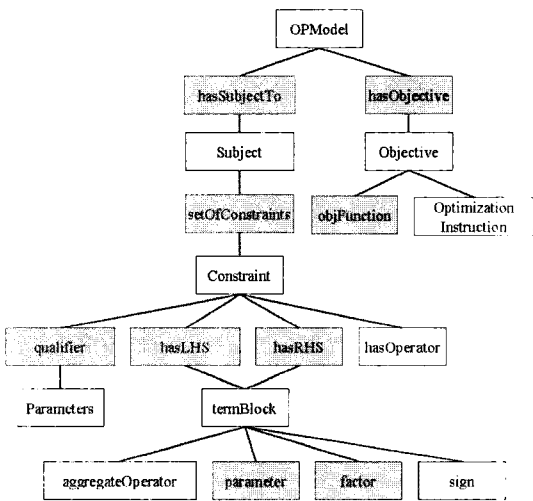 OPModel
hasSubjectTo
hasObjective
Subject
Objective
setOfConstraints
objFunction
Optimization
Instruction
Constraint
qualifier
hasLHS
hasRHS
hasOperator
Parameters
termBlock
aggregateOperator
parameter
factor
sign